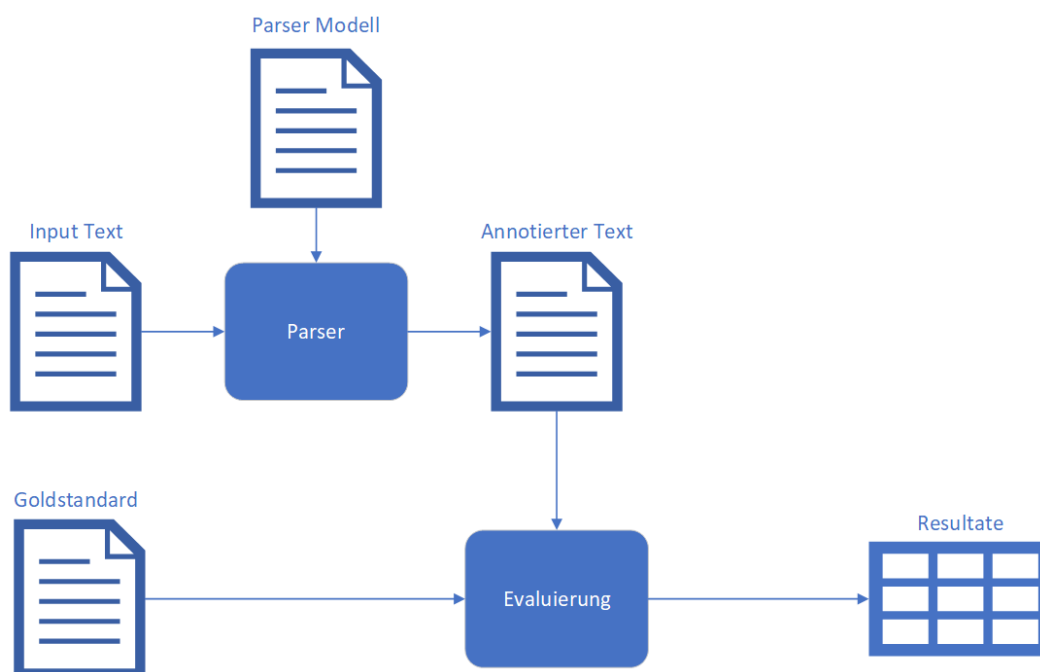 Parser Modell
Input Text
Annotierter Text
Parser
Goldstandard
Resultate
Evaluierung